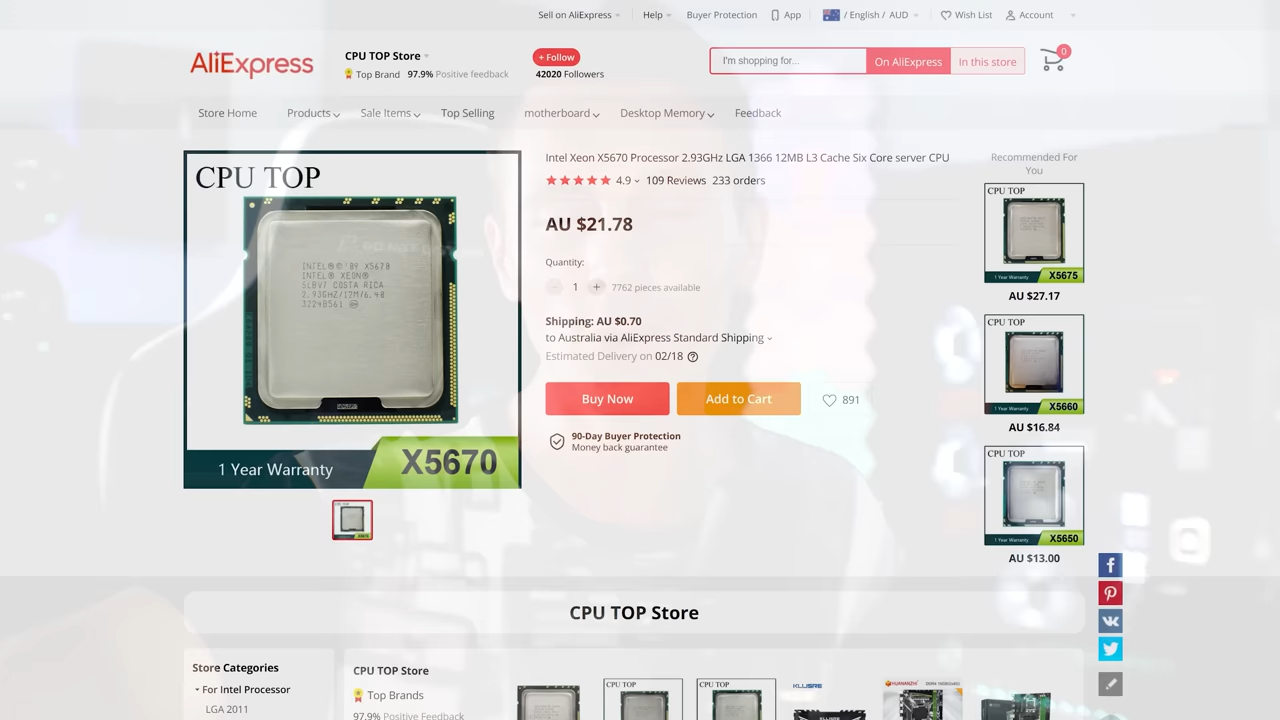 Sell on AliExpress Help Buyer Protection App / English / AUD Wish List Account
AliExpress
CPU TOP Store
Top Brand 97.9% Positive feedback
+ Follow
42020 Followers
I'm shopping for... On AliExpress In this store
0
Store Home Products Sale Items Top Selling motherboard Desktop Memory Feedback
CPU TOP
INTEL®©'09 X5670
INTEL® XEON®
SLBV7 COSTA RICA
2.93GHZ/12M/6.40
3224B561
1 Year Warranty X5670
Intel Xeon X5670 Processor 2.93GHz LGA 1366 12MB L3 Cache Six Core server CPU
4.9 109 Reviews 233 orders
AU $21.78
Quantity:
1 + 7762 pieces available
Shipping: AU $0.70
to Australia via AliExpress Standard Shipping
Estimated Delivery on 02/18
Buy Now Add to Cart 891
90-Day Buyer Protection
Money back guarantee
Recommended For
You
CPU TOP
1 Year Warranty X5675
AU $27.17
CPU TOP
1 Year Warranty X5660
AU $16.84
CPU TOP
1 Year Warranty X5650
AU $13.00
CPU TOP Store
Store Categories
For Intel Processor
LGA 2011
CPU TOP Store
Top Brands
97.9% Positive Feedback
CPU TOP
CPU TOP
KLLISRE
HUANANZHI